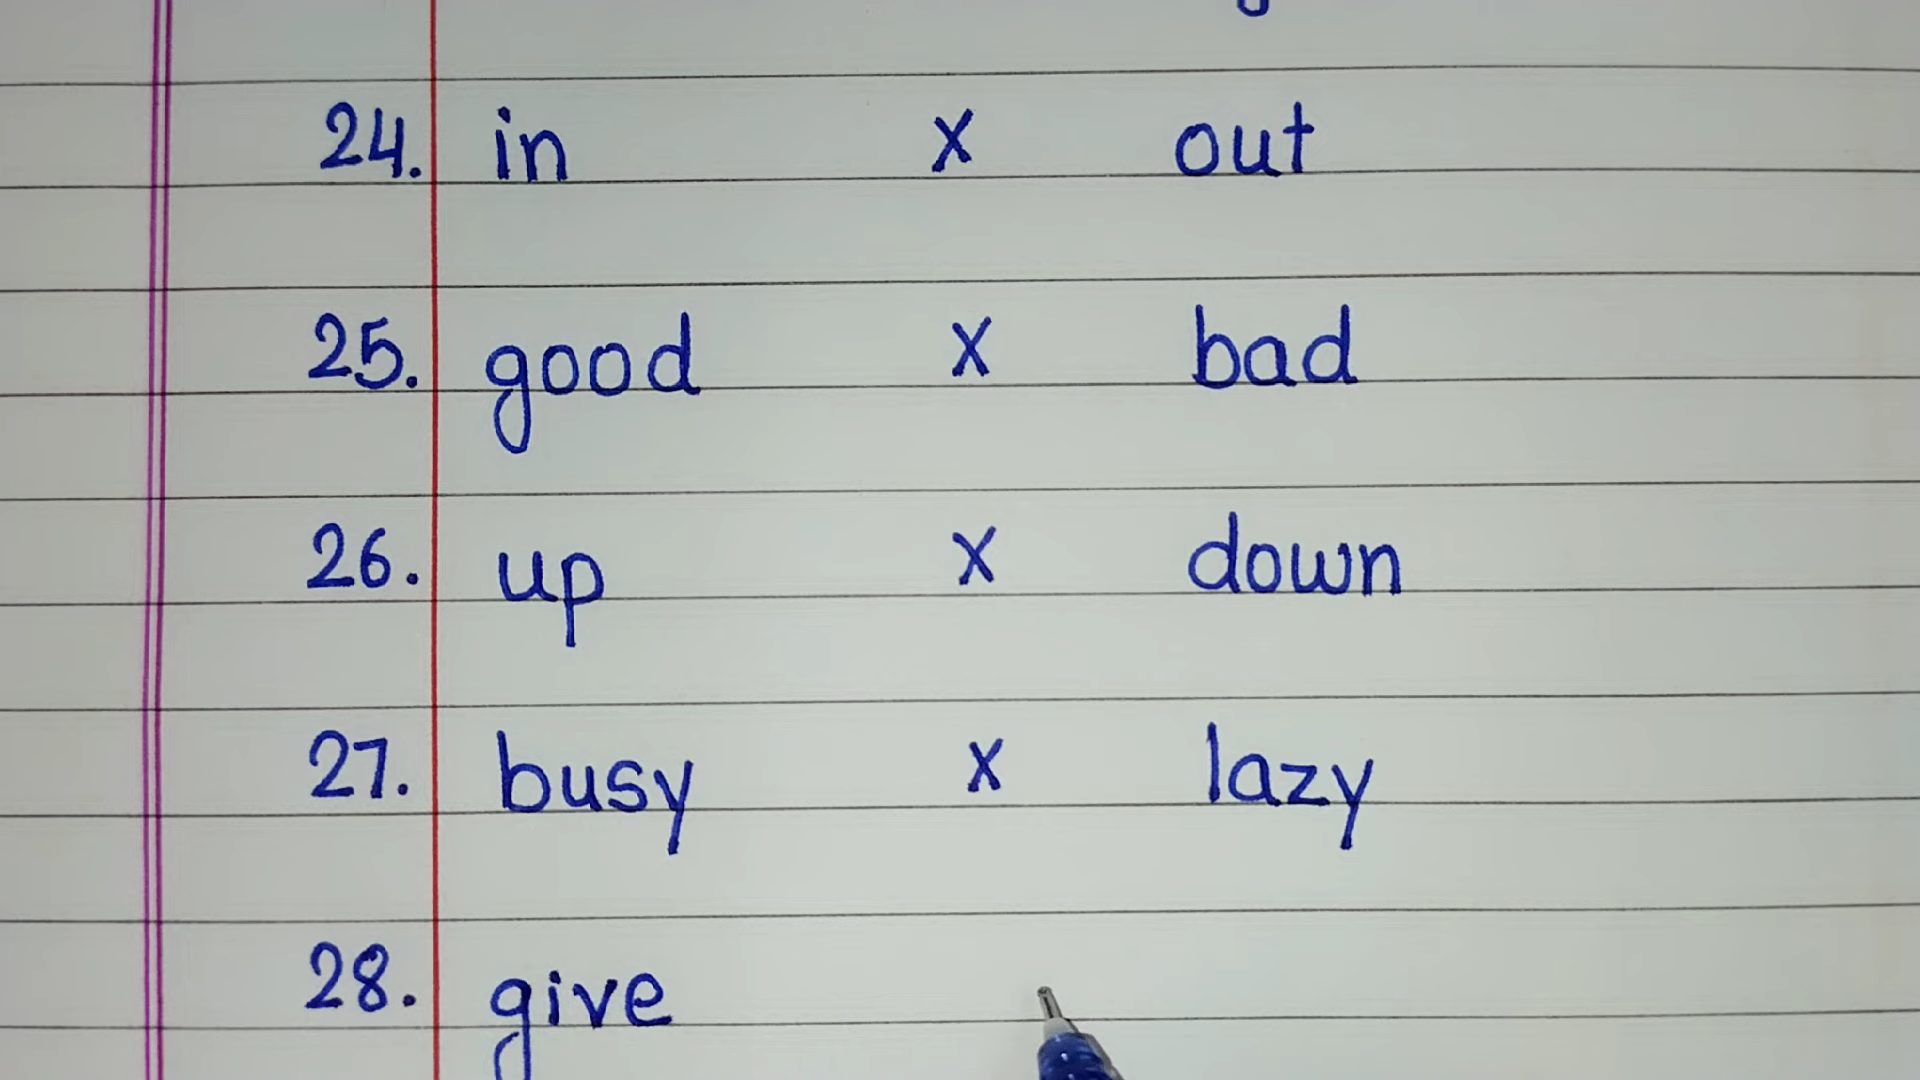 24. in x out
25. good x bad
26. up x down
27. busy x lazy
28. give